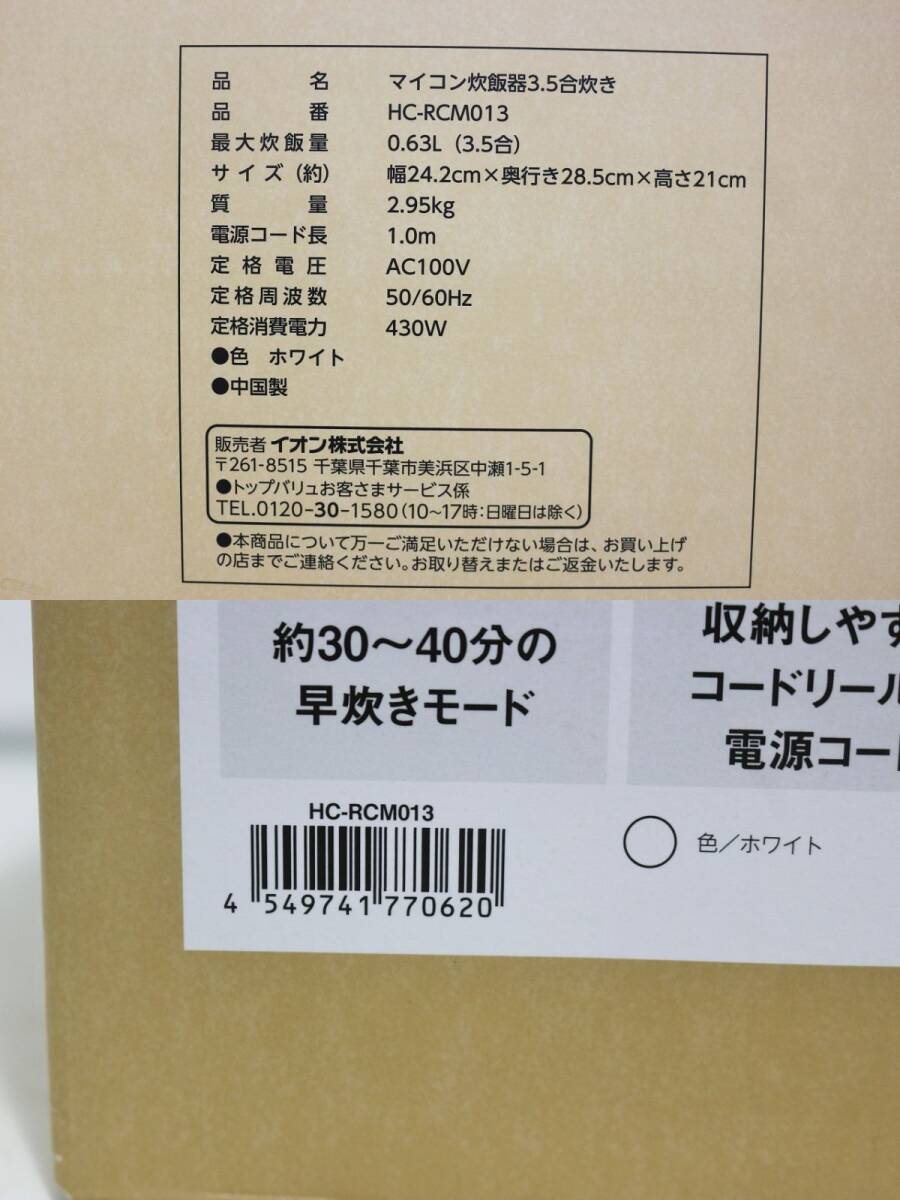 品名 マイコン炊飯器3.5合炊き
品番 HC-RCM013
最大炊飯量 0.63L (3.5合)
サイズ(約) 幅24.2cm×奥行き28.5cm×高さ21cm
質量 2.95kg
電源コード長 1.0m
定格電圧 AC100V
定格周波数 50/60Hz
定格消費電力 430W
●色 ホワイト
●中国製
販売者 イオン株式会社
〒261-8515 千葉県千葉市美浜区中瀬1-5-1
●トップバリュお客さまサービス係
TEL.0120-30-1580(10~17時:日曜日は除く)
●本商品について万一ご満足いただけない場合は、お買い上げ
の店までご連絡ください。お取り替えまたはご返金いたします。
約30~40分の
早炊きモード
収納しやす
コードリール
電源コード
HC-RCM013
4 549741 770620
色/ホワイト